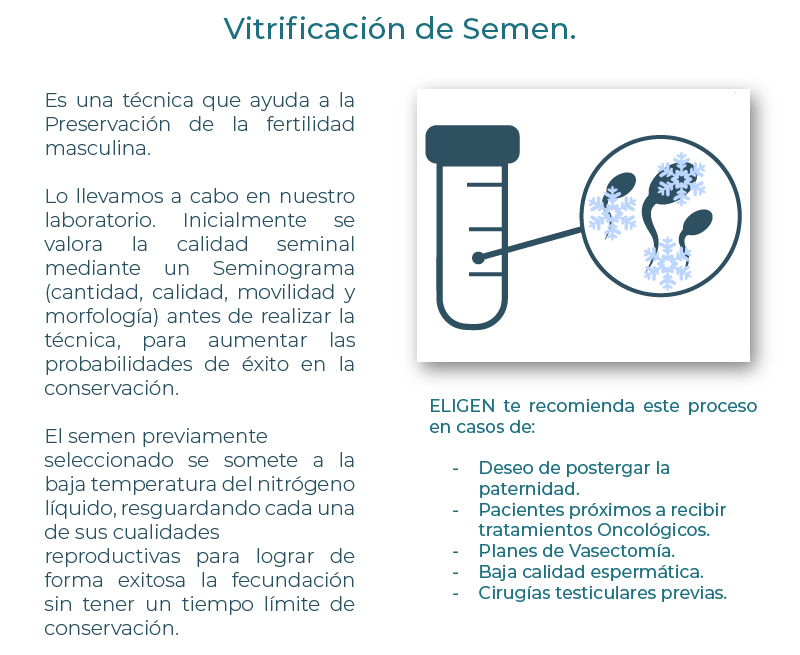 Vitrificación de Semen.
Es una técnica que ayuda a la
Preservación de la fertilidad
masculina.
Lo llevamos a cabo en nuestro
laboratorio. Inicialmente se
valora la calidad seminal
mediante un Seminograma
(cantidad, calidad, movilidad y
morfología) antes de realizar la
técnica, para aumentar las
probabilidades de éxito en la
conservación.
El semen previamente
seleccionado se somete a la
baja temperatura del nitrógeno
líquido, resguardando cada una
de sus cualidades
reproductivas para lograr de
forma exitosa la fecundación
sin tener un tiempo límite de
conservación.
ELIGEN te recomienda este proceso
en casos de:
- Deseo de postergar la
paternidad.
- Pacientes próximos a recibir
tratamientos Oncológicos.
- Planes de Vasectomía.
- Baja calidad espermática.
- Cirugías testiculares previas.